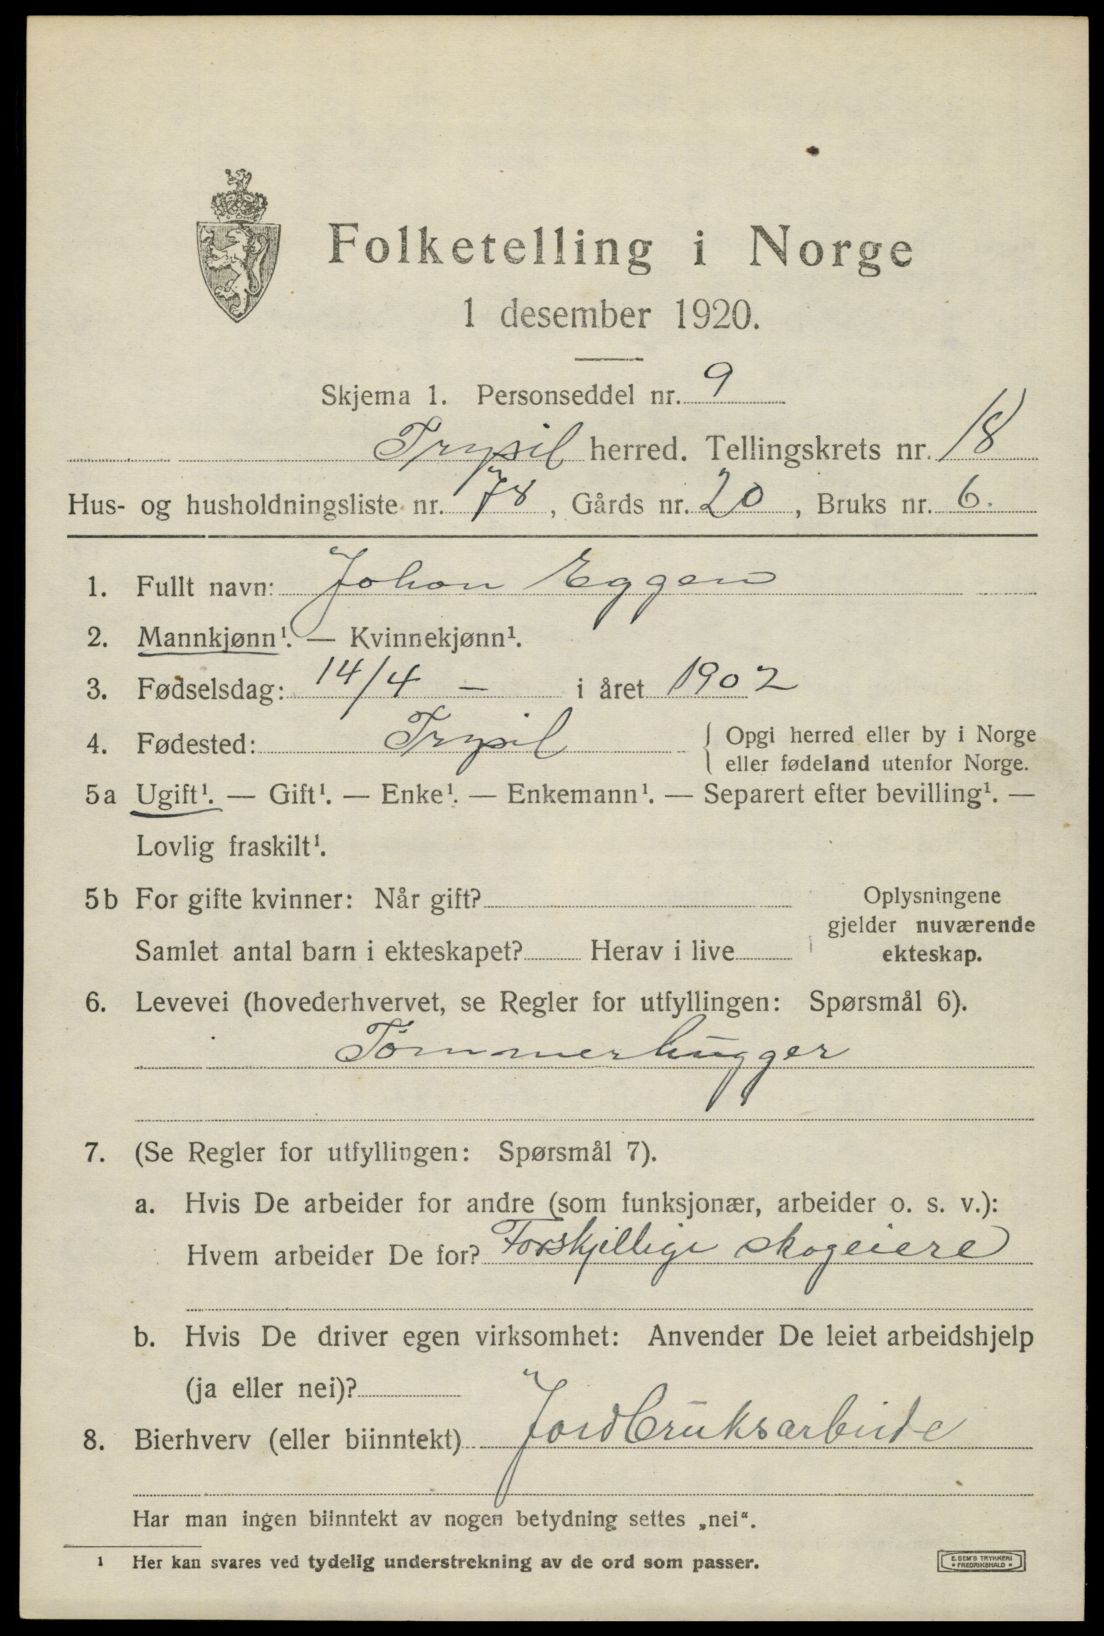 Folketelling i Norge
1 desember 1920.
Skjema 1. Personseddel nr. 9
Trysil herred. Tellingskrets nr. 18
Hus- og husholdningsliste nr. 78, Gårds nr. 20, Bruks nr. 6.
1. Fullt navn: Johan Eggen
2. Mannkjønn¹. — Kvinnekjønn¹.
3. Fødselsdag: 14/4 – i året 1902
4. Fødested: Trysil { Opgi herred eller by i Norge
eller fødeland utenfor Norge.
5a Ugift¹. — Gift¹. — Enke¹. — Enkemann¹. — Separert efter bevilling¹. —
Lovlig fraskilt¹.
5b For gifte kvinner: Når gift?
Samlet antal barn i ekteskapet? Herav i live
Oplysningene
gjelder nuværende
ekteskap.
6. Levevei (hovederhvervet, se Regler for utfyllingen: Spørsmål 6).
Tømmerhugger
7. (Se Regler for utfyllingen: Spørsmål 7).
a. Hvis De arbeider for andre (som funksjonær, arbeider o. s. v.):
Hvem arbeider De for? Forskjellige skogeiere
b. Hvis De driver egen virksomhet: Anvender De leiet arbeidshjelp
(ja eller nei)?
8. Bierhverv (eller biinntekt) Jordbruksarbeide
Har man ingen biinntekt av nogen betydning settes „nei“.
¹ Her kan svares ved tydelig understrekning av de ord som passer.
E. SEM'S TRYKKERI
* FREDRIKSHALD *